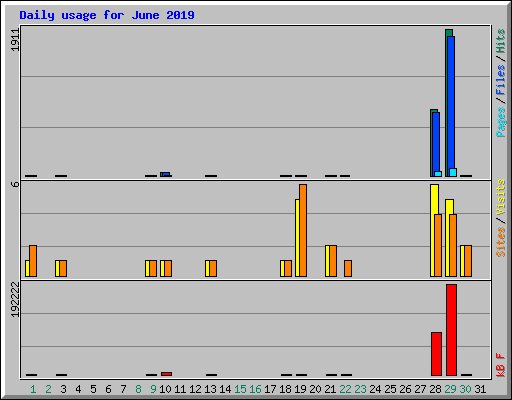 Daily usage for June 2019
1911
Pages / Files / Hits
6
Sites / Visits
192222
kB F
1 2 3 4 5 6 7 8 9 10 11 12 13 14 15 16 17 18 19 20 21 22 23 24 25 26 27 28 29 30 31